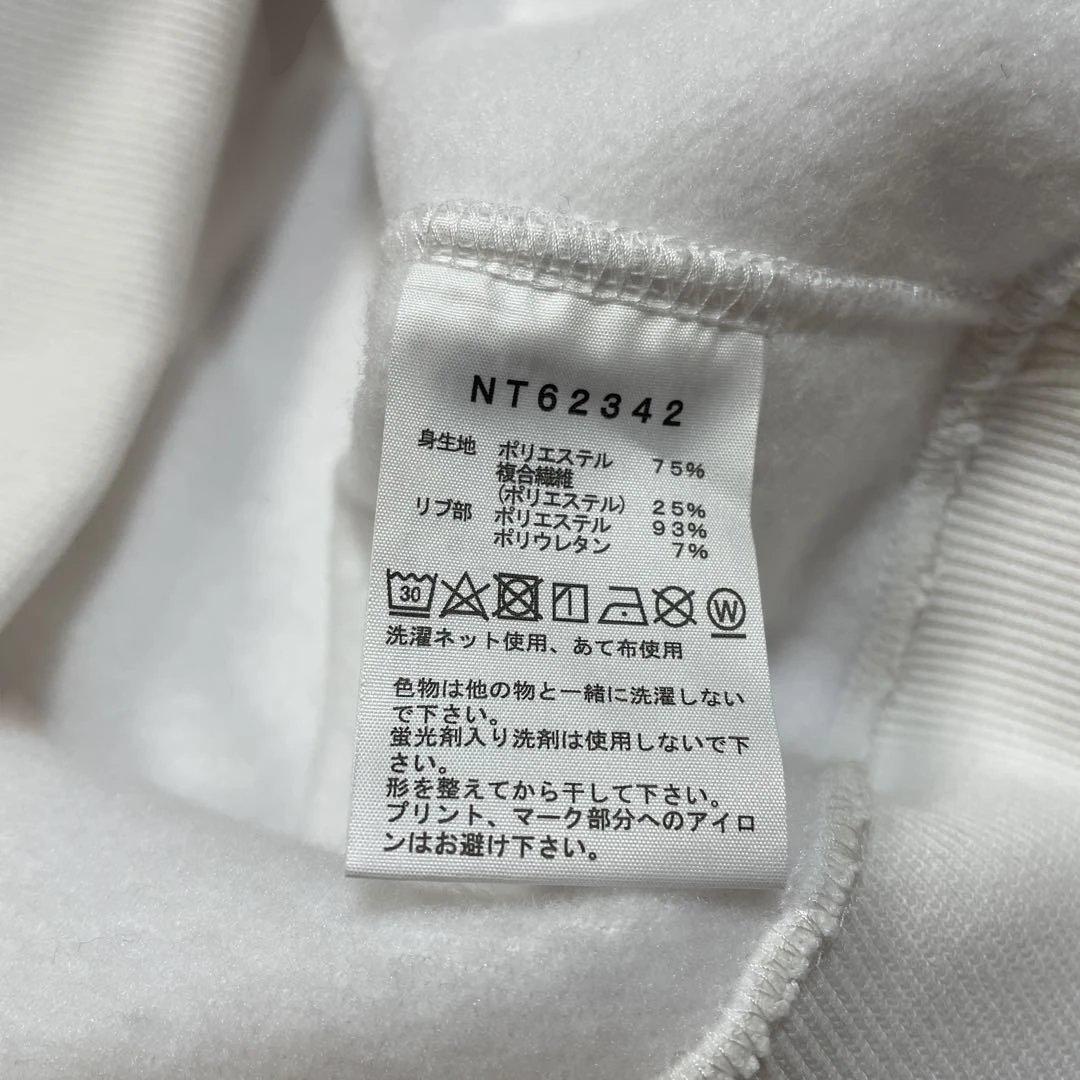 NT62342
身生地 ポリエステル 75%
複合繊維
(ポリエステル) 25%
リブ部 ポリエステル 93%
ポリウレタン 7%
30 W
洗濯ネット使用、あて布使用
色物は他の物と一緒に洗濯しない
で下さい。
蛍光剤入り洗剤は使用しないで下
さい。
形を整えてから干して下さい。
プリント、マーク部分へのアイロ
ンはお避け下さい。